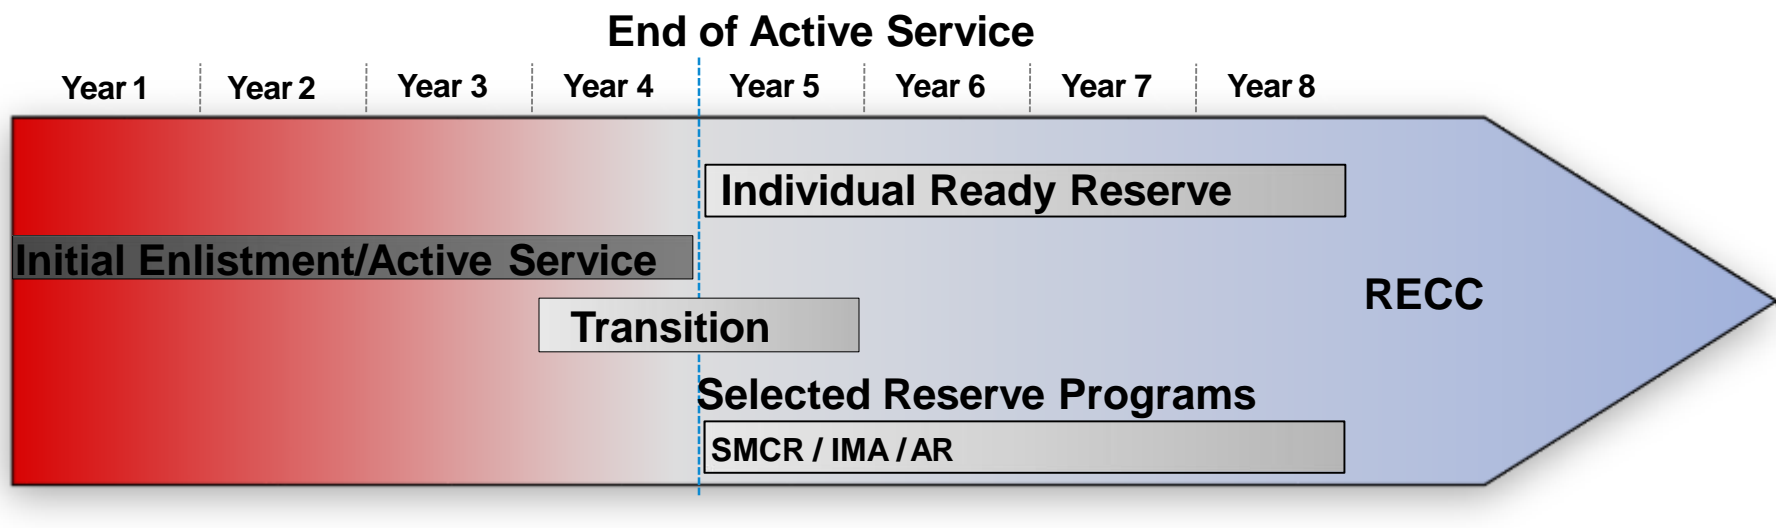 End of Active Service
Year 1 Year 2 Year 3 Year 4 Year 5 Year 6 Year 7 Year 8
Individual Ready Reserve
Initial Enlistment/Active Service
RECC
Transition
Selected Reserve Programs
SMCR / IMA / AR